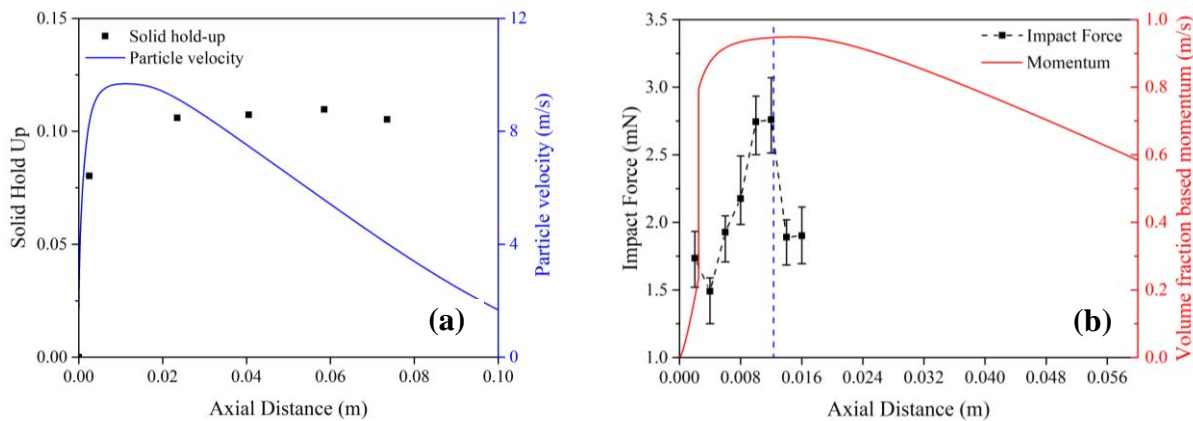 0.15
0.10
0.05
0.00
Solid Hold Up
Solid hold-up
Particle velocity
12
8
4
0
Particle velocity (m/s)
(a)
0.00 0.02 0.04 0.06 0.08 0.10
Axial Distance (m)
3.5
3.0
2.5
2.0
1.5
1.0
Impact Force (mN)
Impact Force
Momentum
1.0
0.8
0.6
0.4
0.2
0.0
Volume fraction based momentum (m/s)
(b)
0.000 0.008 0.016 0.024 0.032 0.040 0.048 0.056
Axial Distance (m)